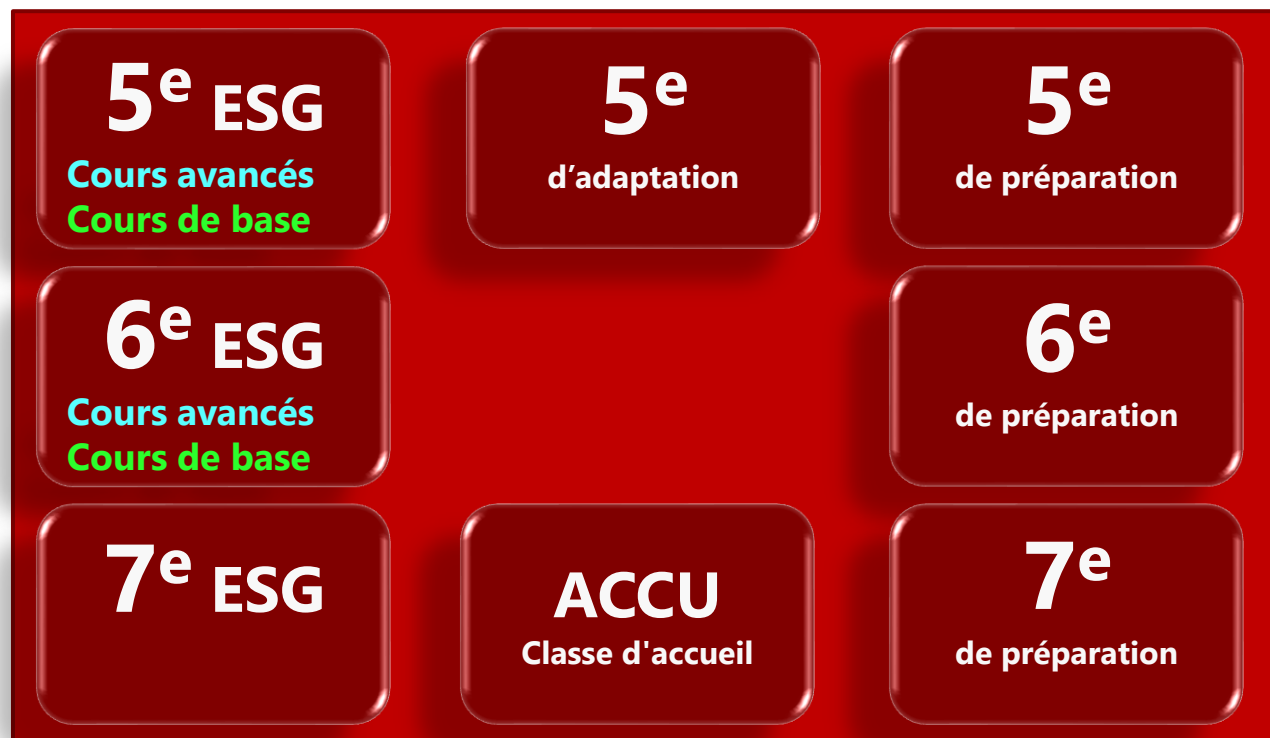 5e ESG
Cours avancés
Cours de base
5e
d’adaptation
5e
de préparation
6e ESG
Cours avancés
Cours de base
6e
de préparation
7e ESG
ACCU
Classe d'accueil
7e
de préparation